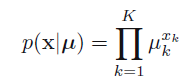 p(x|μ) = ∏_{k=1}^{K} μ_k^{x_k}